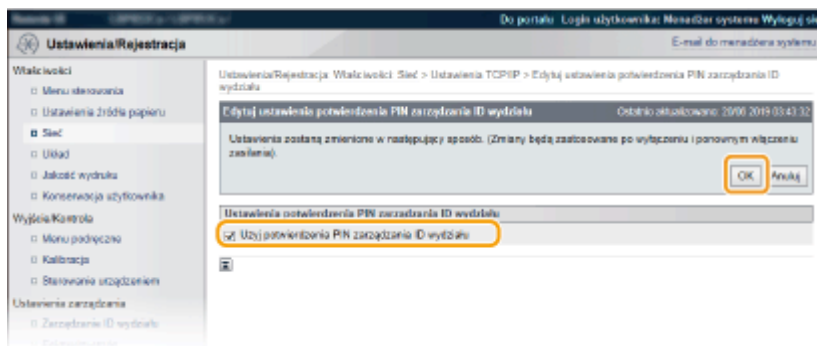 Do portalu Login użytkownika: Menedżer systemu Wyloguj się
Ustawienia/Rejestracja
E-mail do menadżera systemu
Właściwości
Menu sterowania
Ustawienia źródła papieru
Sieć
Układ
Jakość wydruku
Konserwacja użytkownika
Wyjście/Kontrola
Menu podręczne
Kalibracja
Sterowanie urządzeniem
Ustawienia zarządzania
Zarządzanie ID wydziału
Ustawienia/Rejestracja: Właściwości: Sieć > Ustawienia TCP/IP > Edytuj ustawienia potwierdzenia PIN zarządzania ID
wydziału
Edytuj ustawienia potwierdzenia PIN zarządzania ID wydziału
Ostatnio aktualizowano: 20/06 2019 03:43:32
Ustawienia zostaną zmienione w następujący sposób. (Zmiany będą zastosowane po wyłączeniu i ponownym włączeniu
zasilania).
OK
Anuluj
Ustawienia potwierdzenia PIN zarządzania ID wydziału
Użyj potwierdzenia PIN zarządzania ID wydziału